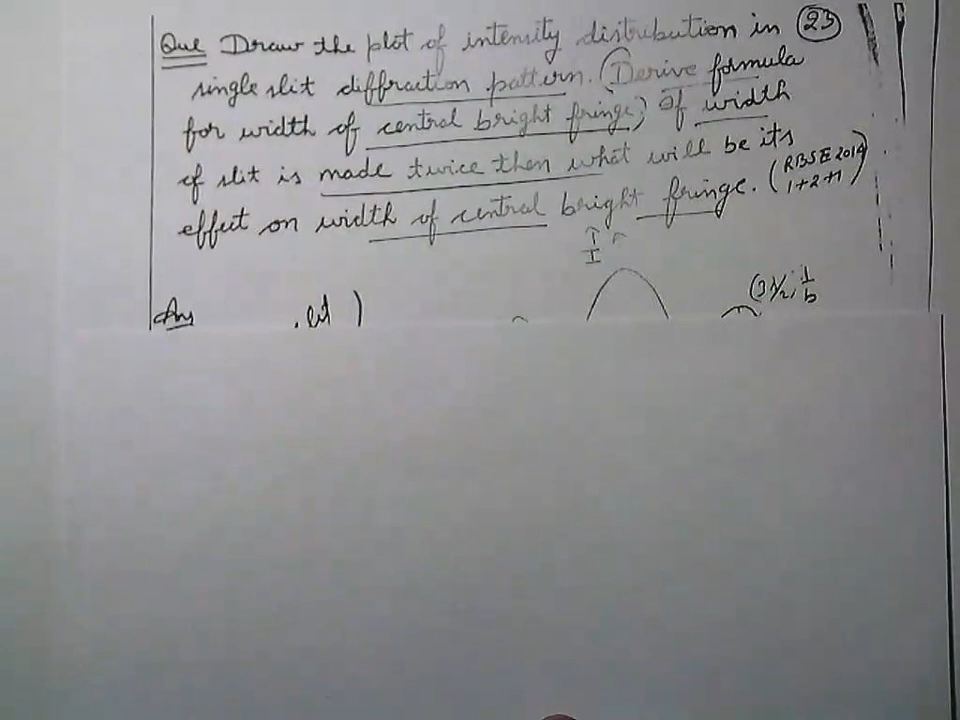 Que Draw the plot of intensity distribution in (23)
single slit diffraction pattern. (Derive formula
for width of central bright fringe; If width
of slit is made twice then what will be its
effect on width of central bright fringe. (RBSE 2014
1+2+1)
I
Ans